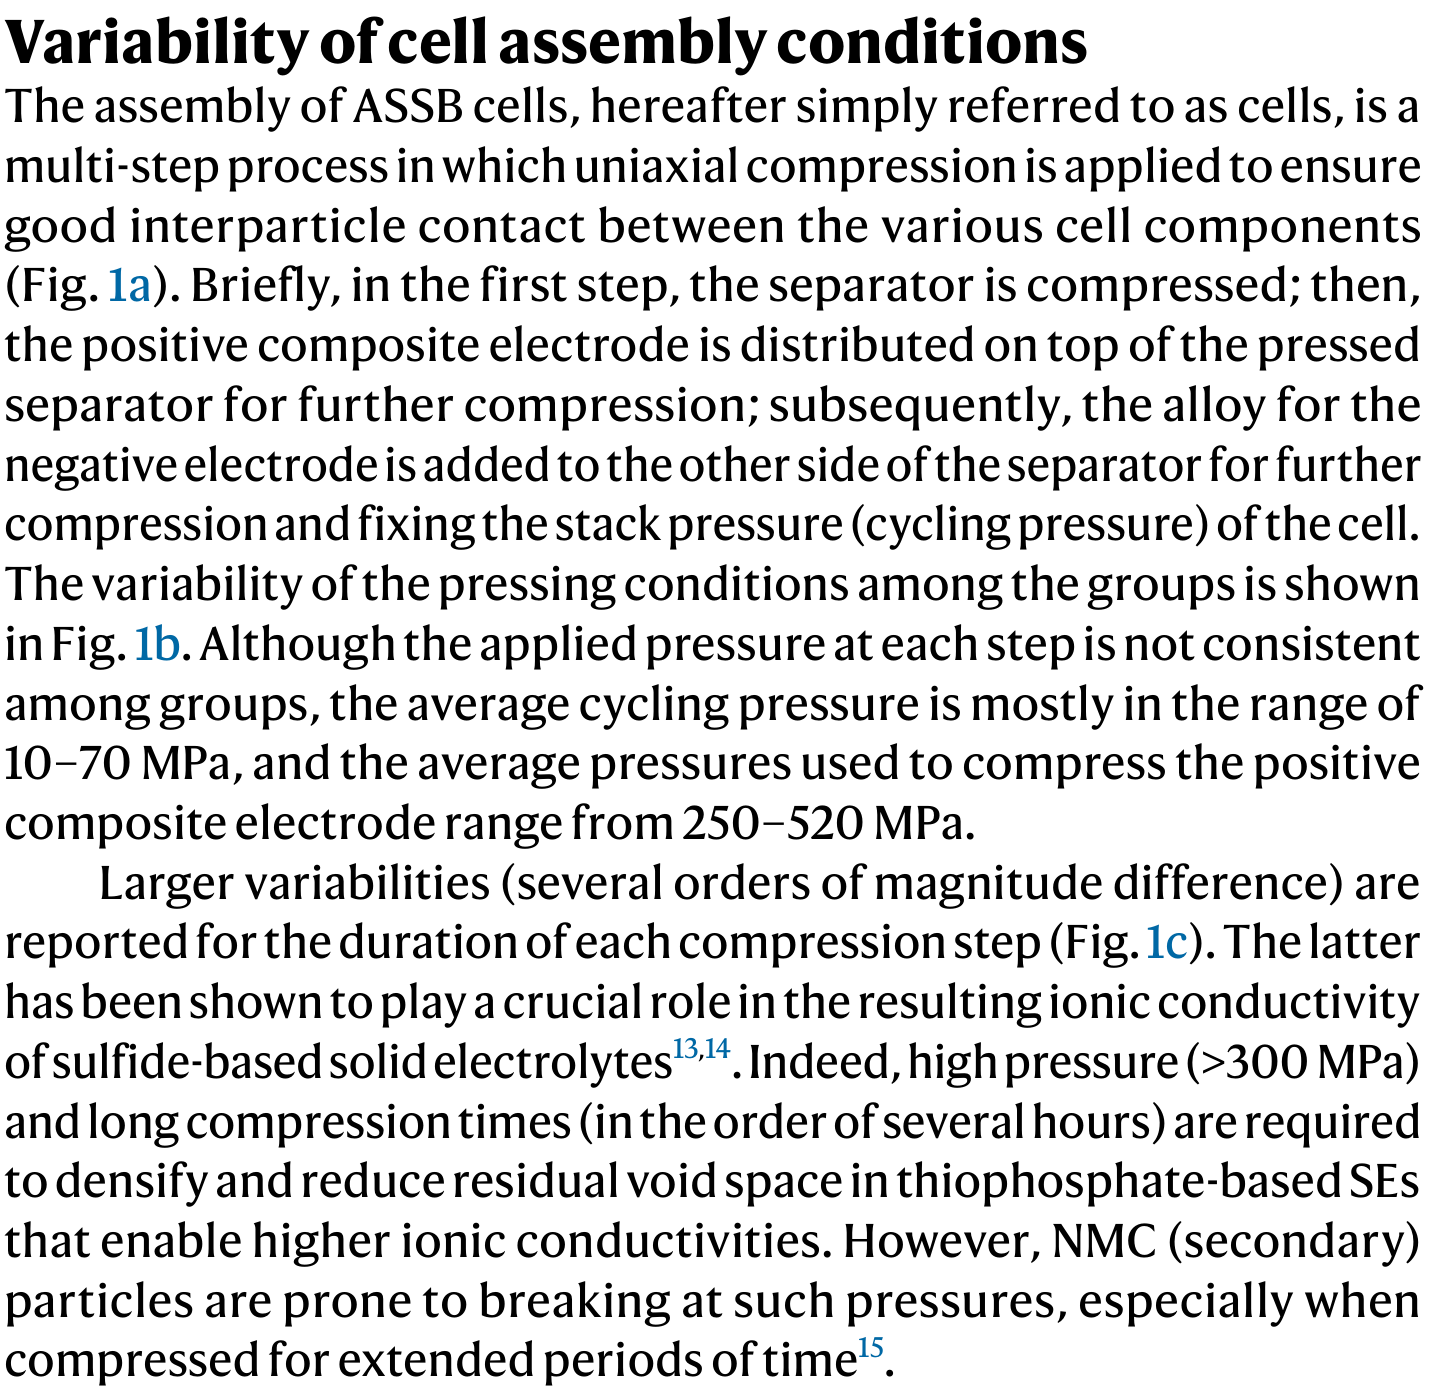 Variability of cell assembly conditions
The assembly of ASSB cells, hereafter simply referred to as cells, is a
multi-step process in which uniaxial compression is applied to ensure
good interparticle contact between the various cell components
(Fig. 1a). Briefly, in the first step, the separator is compressed; then,
the positive composite electrode is distributed on top of the pressed
separator for further compression; subsequently, the alloy for the
negative electrode is added to the other side of the separator for further
compression and fixing the stack pressure (cycling pressure) of the cell.
The variability of the pressing conditions among the groups is shown
in Fig. 1b. Although the applied pressure at each step is not consistent
among groups, the average cycling pressure is mostly in the range of
10–70 MPa, and the average pressures used to compress the positive
composite electrode range from 250–520 MPa.
Larger variabilities (several orders of magnitude difference) are
reported for the duration of each compression step (Fig. 1c). The latter
has been shown to play a crucial role in the resulting ionic conductivity
of sulfide-based solid electrolytes13,14. Indeed, high pressure (>300 MPa)
and long compression times (in the order of several hours) are required
to densify and reduce residual void space in thiophosphate-based SEs
that enable higher ionic conductivities. However, NMC (secondary)
particles are prone to breaking at such pressures, especially when
compressed for extended periods of time15.